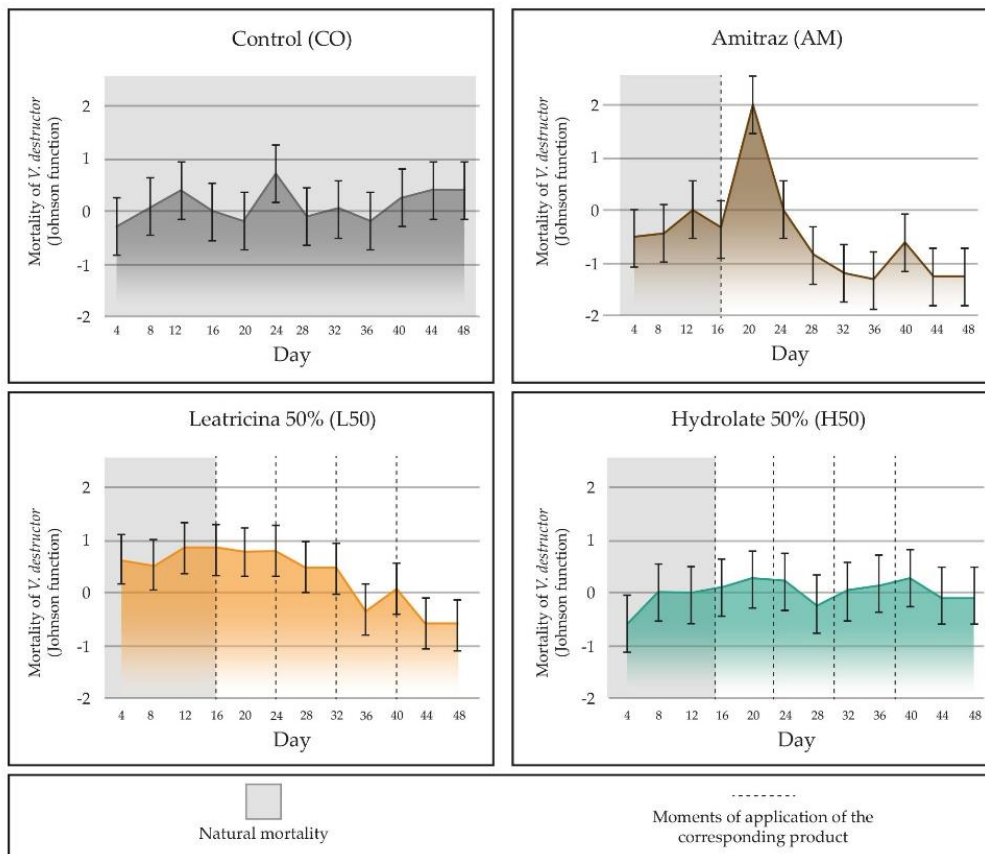 Control (CO)
Mortality of V. destructor
(Johnson function)
2
1
0
-1
-2
4 8 12 16 20 24 28 32 36 40 44 48
Day
Amitraz (AM)
Mortality of V. destructor
(Johnson function)
2
1
0
-1
-2
4 8 12 16 20 24 28 32 36 40 44 48
Day
Leatricina 50% (L50)
Mortality of V. destructor
(Johnson function)
2
1
0
-1
-2
4 8 12 16 20 24 28 32 36 40 44 48
Day
Hydrolate 50% (H50)
Mortality of V. destructor
(Johnson function)
2
1
0
-1
-2
4 8 12 16 20 24 28 32 36 40 44 48
Day
Natural mortality
Moments of application of the
corresponding product